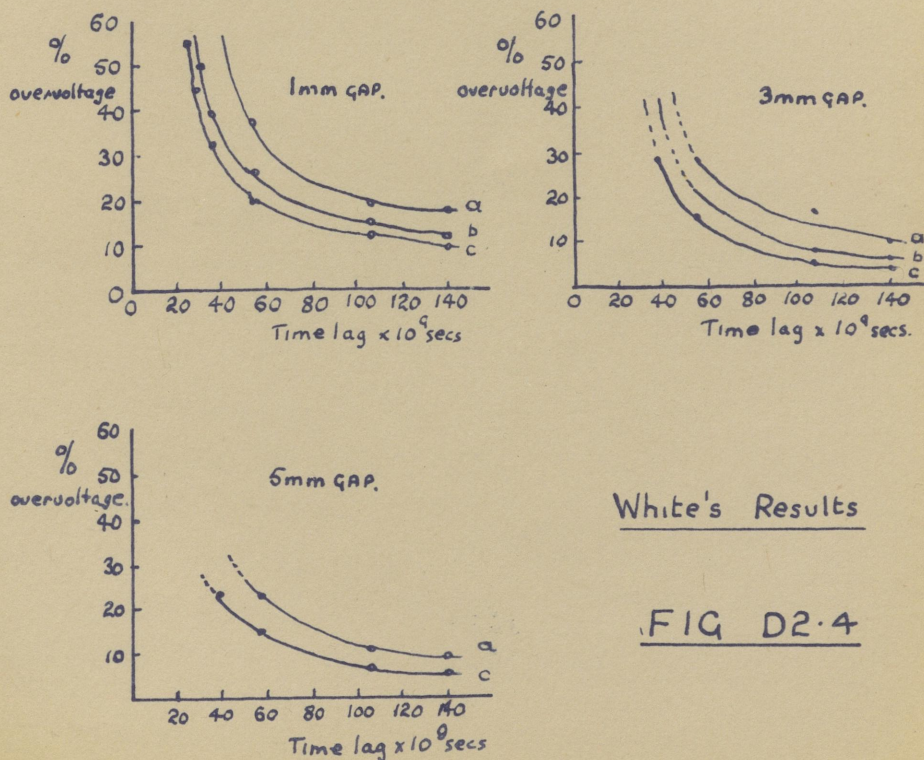 60
%
50
overvoltage
40
30
20
10
0
1mm GAP.
a
b
c
0 20 40 60 80 100 120 140
Time lag x 10⁹ secs
60
%
50
overvoltage
40
30
20
10
3mm GAP.
a
b
c
0 20 40 60 80 100 120 140
Time lag x 10⁹ secs.
60
%
50
overvoltage.
40
30
20
10
5mm GAP.
a
c
20 40 60 80 100 120 140
Time lag x 10⁹ secs
White's Results
FIG D2·4